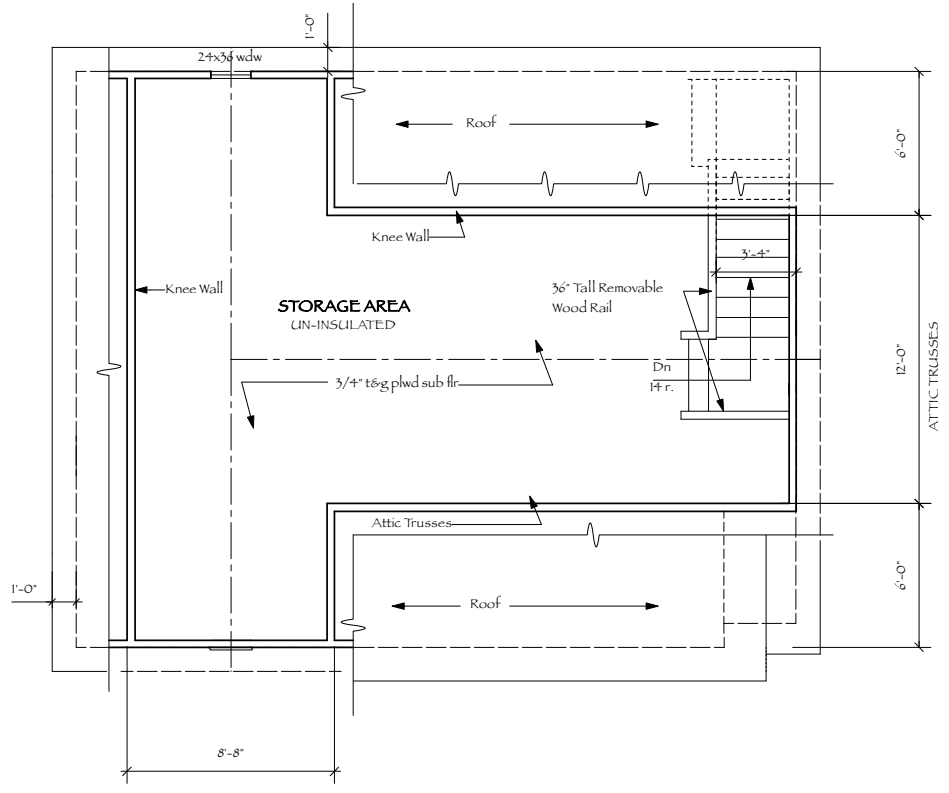 1'-0"
24x36 wdw
Roof
6'-0"
Knee Wall
3'-4"
Knee Wall
36" Tall Removable
Wood Rail
STORAGE AREA
UN-INSULATED
12'-0"
ATTIC TRUSSES
Dn
14 r.
3/4" t&g plwd sub flr
Attic Trusses
1'-0"
Roof
6'-0"
8'-8"